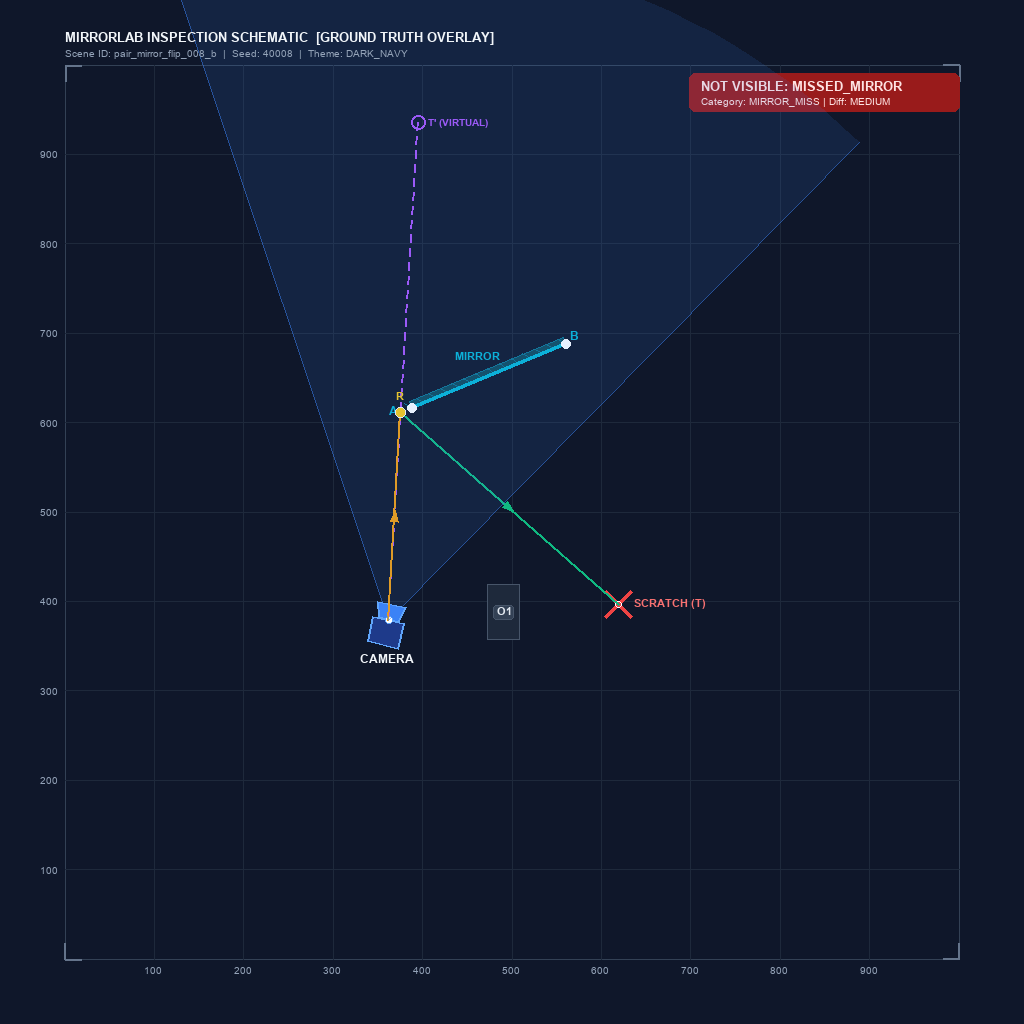 MIRRORLAB INSPECTION SCHEMATIC [GROUND TRUTH OVERLAY]
Scene ID: pair_mirror_flip_008_b | Seed: 40008 | Theme: DARK_NAVY
NOT VISIBLE: MISSED_MIRROR
Category: MIRROR_MISS | Diff: MEDIUM
T' (VIRTUAL)
900
800
700
B
MIRROR
R
A
600
500
400
O1
SCRATCH (T)
CAMERA
300
200
100
100 200 300 400 500 600 700 800 900